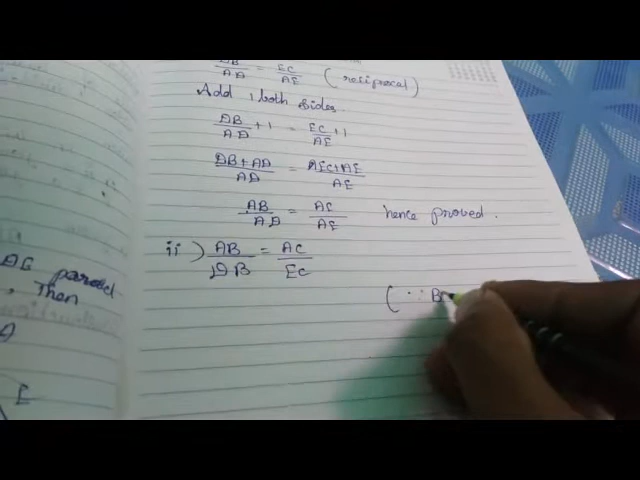 DB/AD = EC/AE (reciprocal)
Add 1 both sides
DB/AD + 1 = EC/AE + 1
DB+AD/AD = EC+AE/AE
AB/AD = AC/AE hence proved.
ii) AB/DB = AC/EC
(∵ B
Then
E